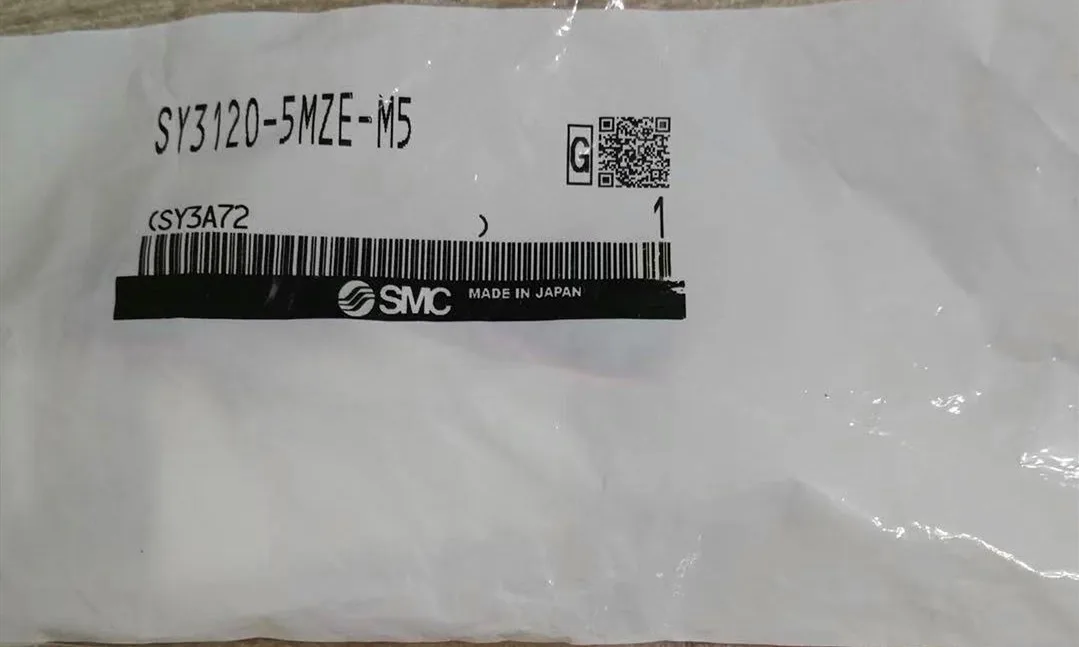 SY3120-5MZE-M5
G
(SY3A72 )
1
SMC MADE IN JAPAN